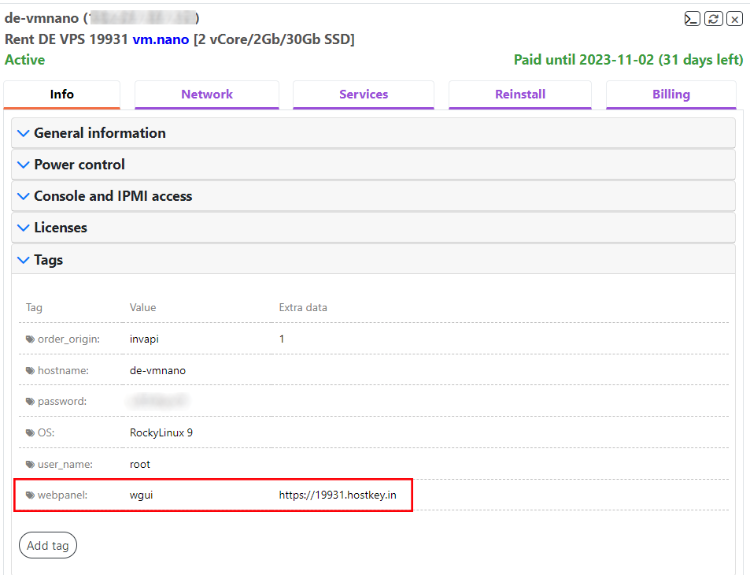 de-vmnano (
Rent DE VPS 19931 vm.nano [2 vCore/2Gb/30Gb SSD]
Active Paid until 2023-11-02 (31 days left)
Info Network Services Reinstall Billing
General information
Power control
Console and IPMI access
Licenses
Tags
Tag Value Extra data
order_origin: invapi 1
hostname: de-vmnano
password:
OS: RockyLinux 9
user_name: root
webpanel: wgui https://19931.hostkey.in
Add tag